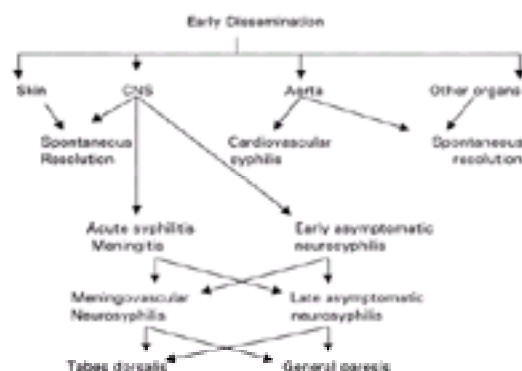 Early Dissemination
Skin
CNS
Aorta
Other organs
Spontaneous
Resolution
Cardiovascular
syphilis
Spontaneous
resolution
Acute syphilitis
Meningitis
Early asymptomatic
neurosyphilis
Meningovascular
Neurosyphilis
Late asymptomatic
neurosyphilis
Tabes dorsalis
General paresis